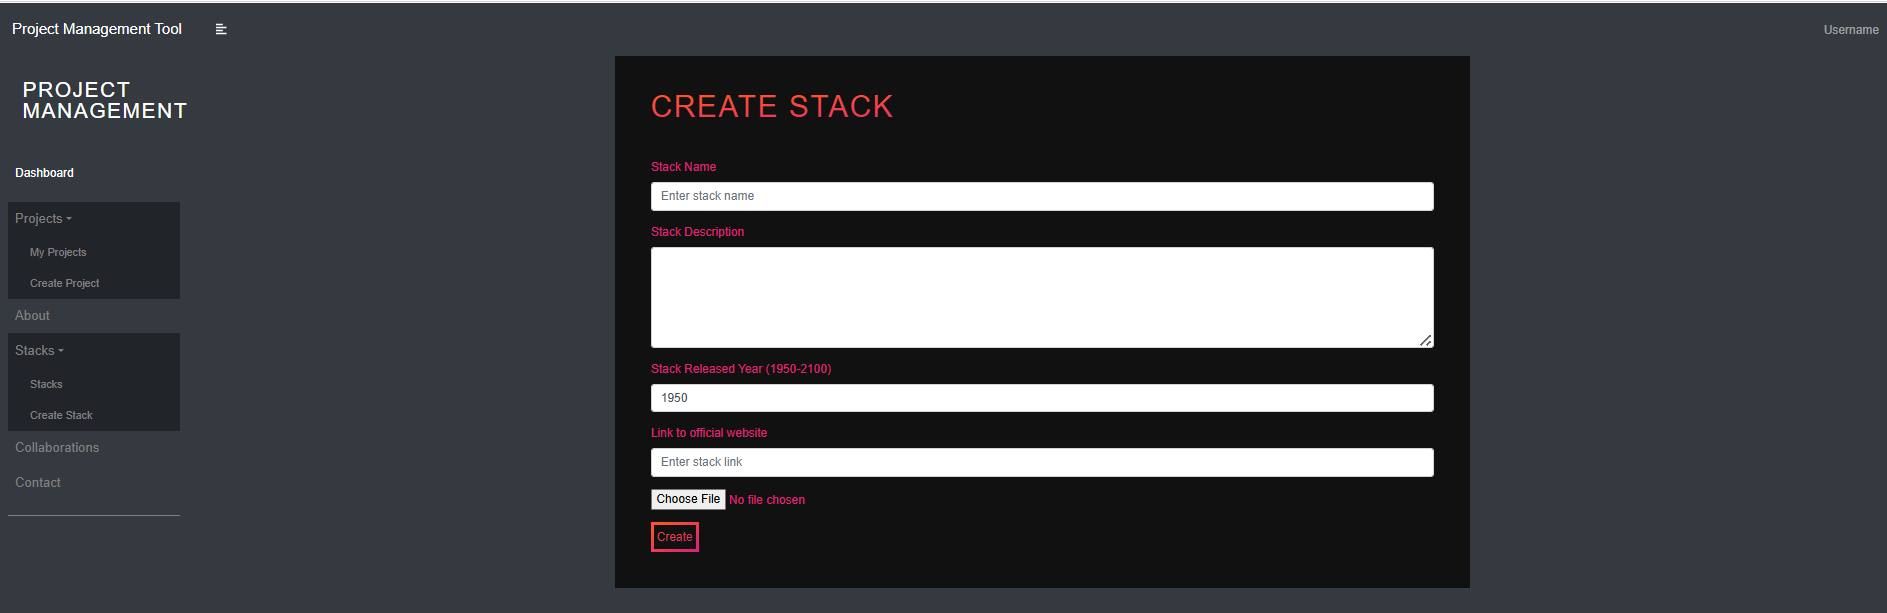 Project Management Tool
Username
PROJECT
MANAGEMENT
Dashboard
Projects
My Projects
Create Project
About
Stacks
Stacks
Create Stack
Collaborations
Contact
CREATE STACK
Stack Name
Enter stack name
Stack Description
Stack Released Year (1950-2100)
1950
Link to official website
Enter stack link
Choose File No file chosen
Create